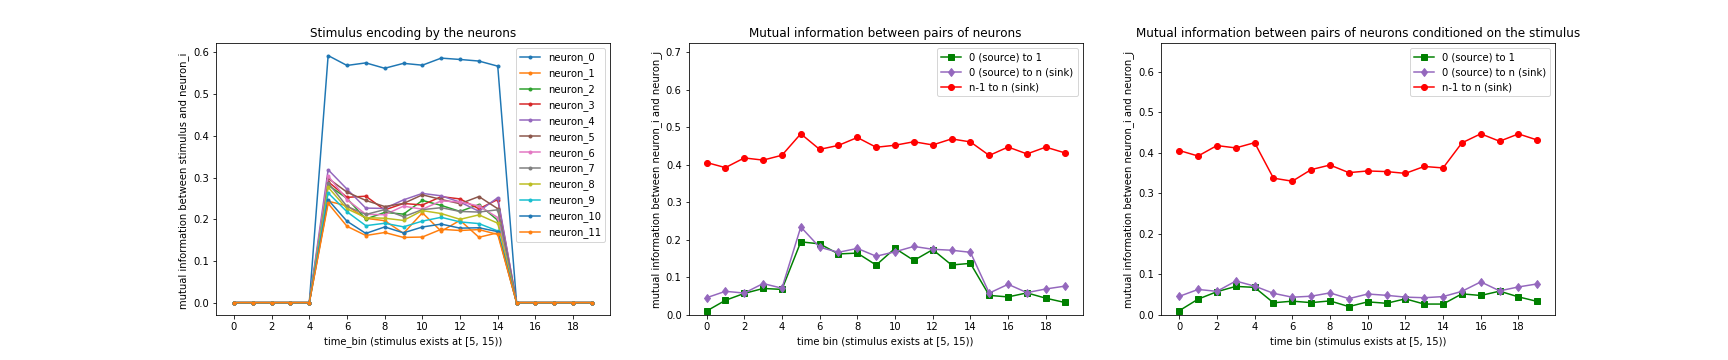 Stimulus encoding by the neurons
mutual information between stimulus and neuron_i
0.6
0.5
0.4
0.3
0.2
0.1
0.0
neuron_0
neuron_1
neuron_2
neuron_3
neuron_4
neuron_5
neuron_6
neuron_7
neuron_8
neuron_9
neuron_10
neuron_11
0 2 4 6 8 10 12 14 16 18
time_bin (stimulus exists at [5, 15))
Mutual information between pairs of neurons
mutual information between neuron_i and neuron_j
0.7
0.6
0.5
0.4
0.3
0.2
0.1
0.0
0 (source) to 1
0 (source) to n (sink)
n-1 to n (sink)
0 2 4 6 8 10 12 14 16 18
time bin (stimulus exists at [5, 15))
Mutual information between pairs of neurons conditioned on the stimulus
mutual information between neuron_i and neuron_j
0.6
0.5
0.4
0.3
0.2
0.1
0.0
0 (source) to 1
0 (source) to n (sink)
n-1 to n (sink)
0 2 4 6 8 10 12 14 16 18
time bin (stimulus exists at [5, 15))